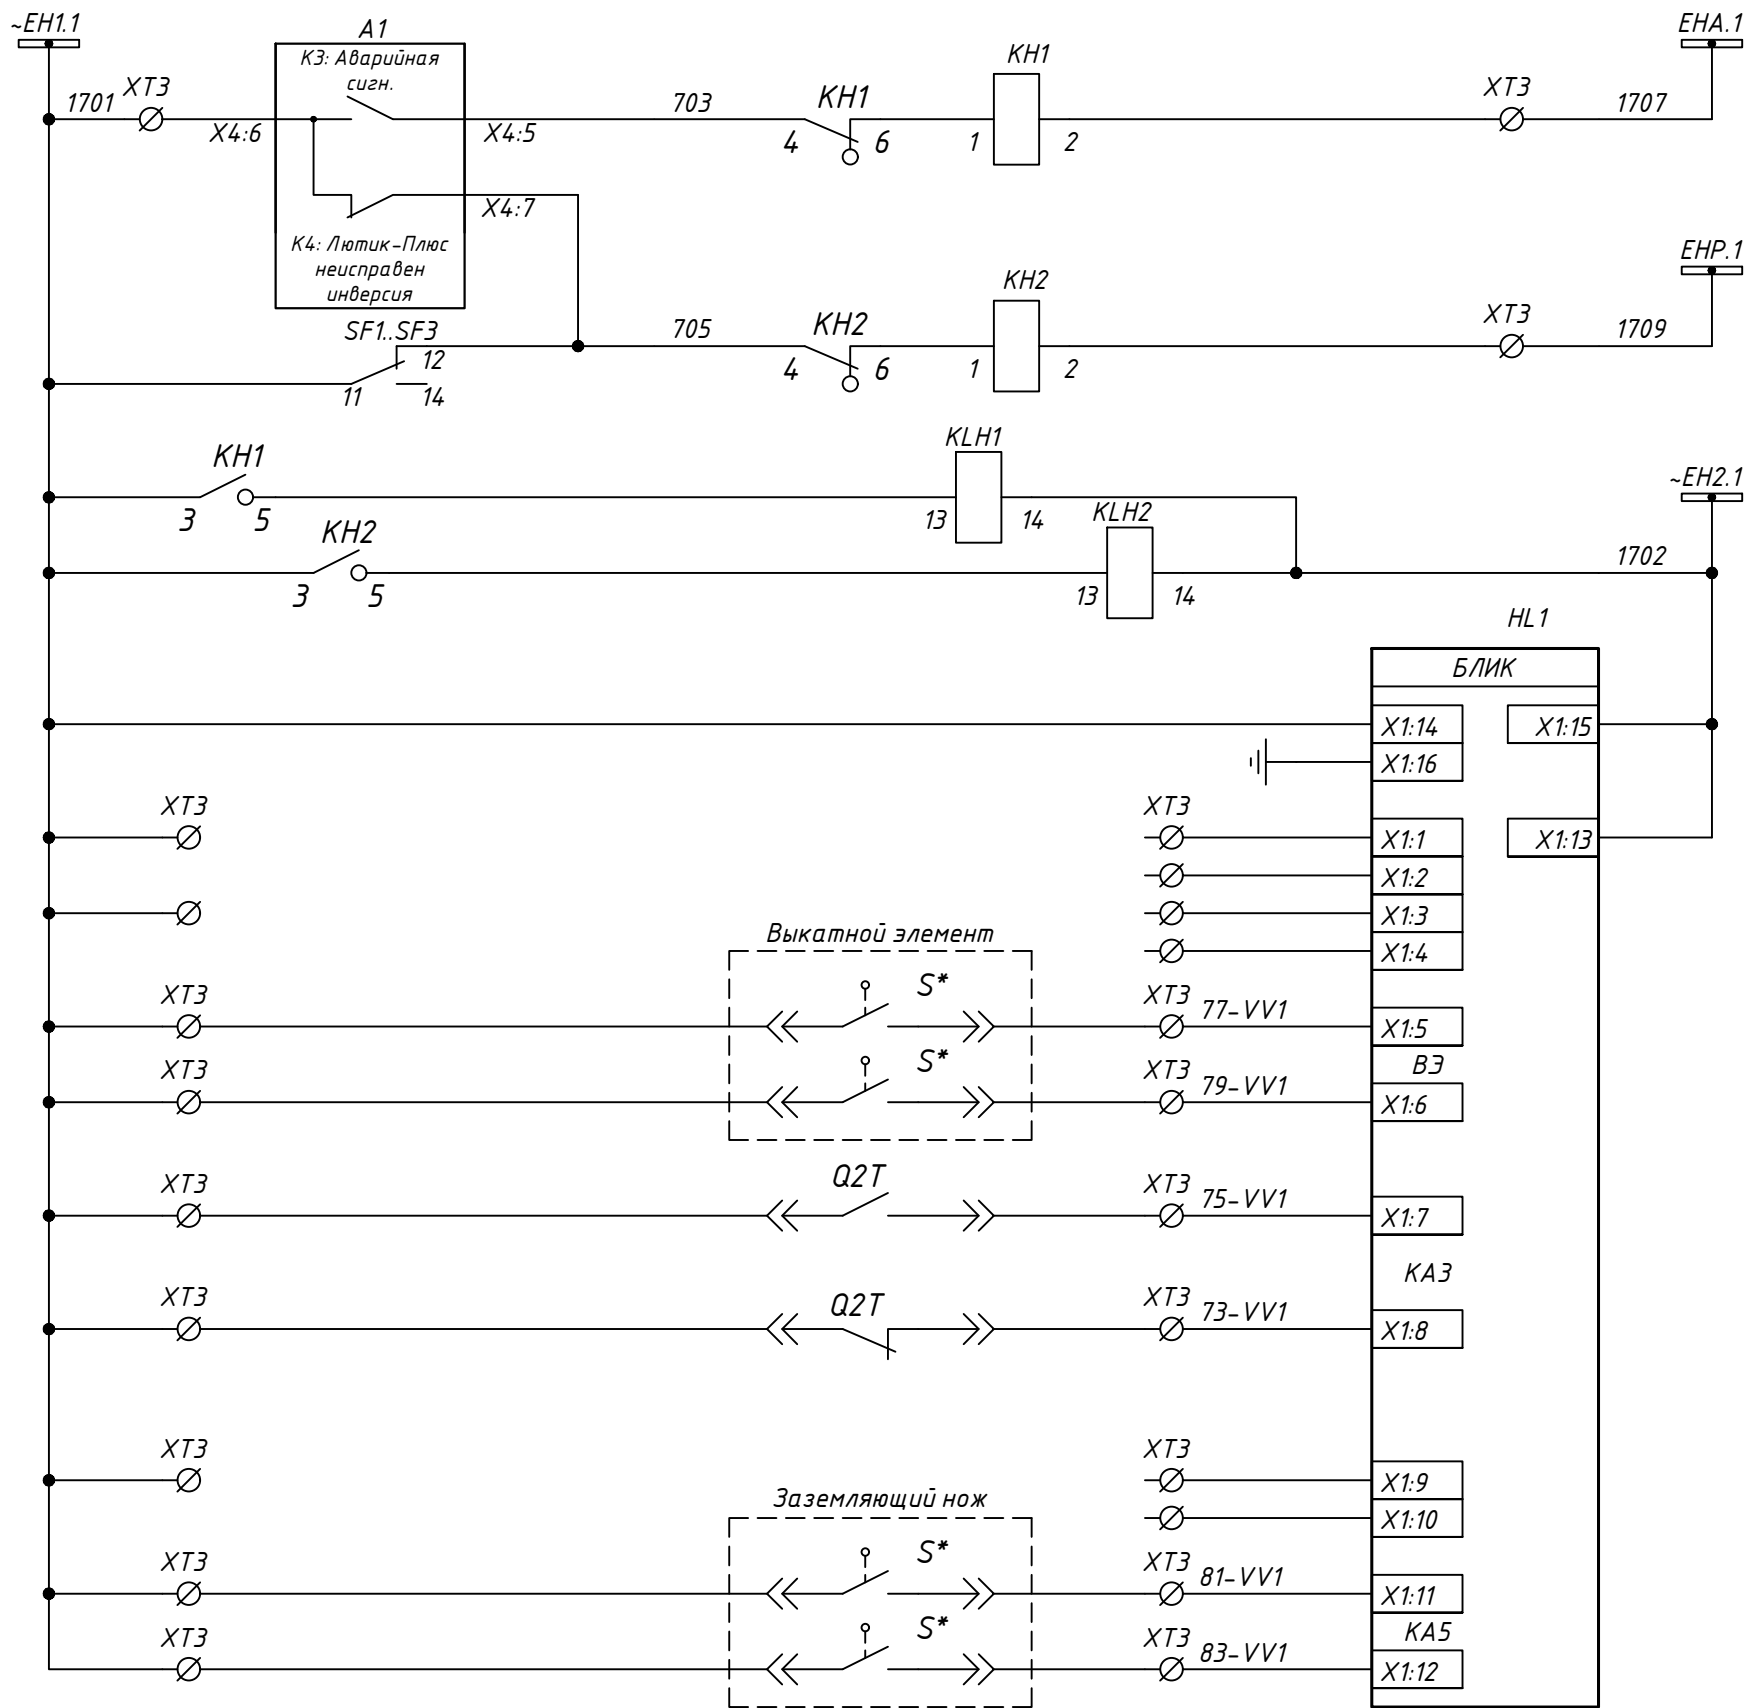 ~EH1.1
A1
EHA.1
К3: Аварийная
сигн.
KH1
1701
XT3
703
KH1
XT3
1707
X4:6
X4:5
4
6
1
2
X4:7
К4: Лютик-Плюс
неисправен
инверсия
EHP.1
KH2
SF1..SF3
705
KH2
XT3
1709
12
4
6
1
2
11
14
KLH1
KH1
~EH2.1
3
5
13
14
KLH2
KH2
1702
3
5
13
14
HL1
БЛИК
X1:14
X1:15
X1:16
XT3
XT3
X1:1
X1:13
X1:2
X1:3
Выкатной элемент
X1:4
XT3
S*
XT3
77-VV1
X1:5
XT3
S*
XT3
79-VV1
ВЭ
X1:6
XT3
Q2T
XT3
75-VV1
X1:7
КА3
XT3
Q2T
XT3
73-VV1
X1:8
XT3
XT3
X1:9
Заземляющий нож
X1:10
XT3
S*
XT3
81-VV1
X1:11
XT3
S*
XT3
83-VV1
КА5
X1:12